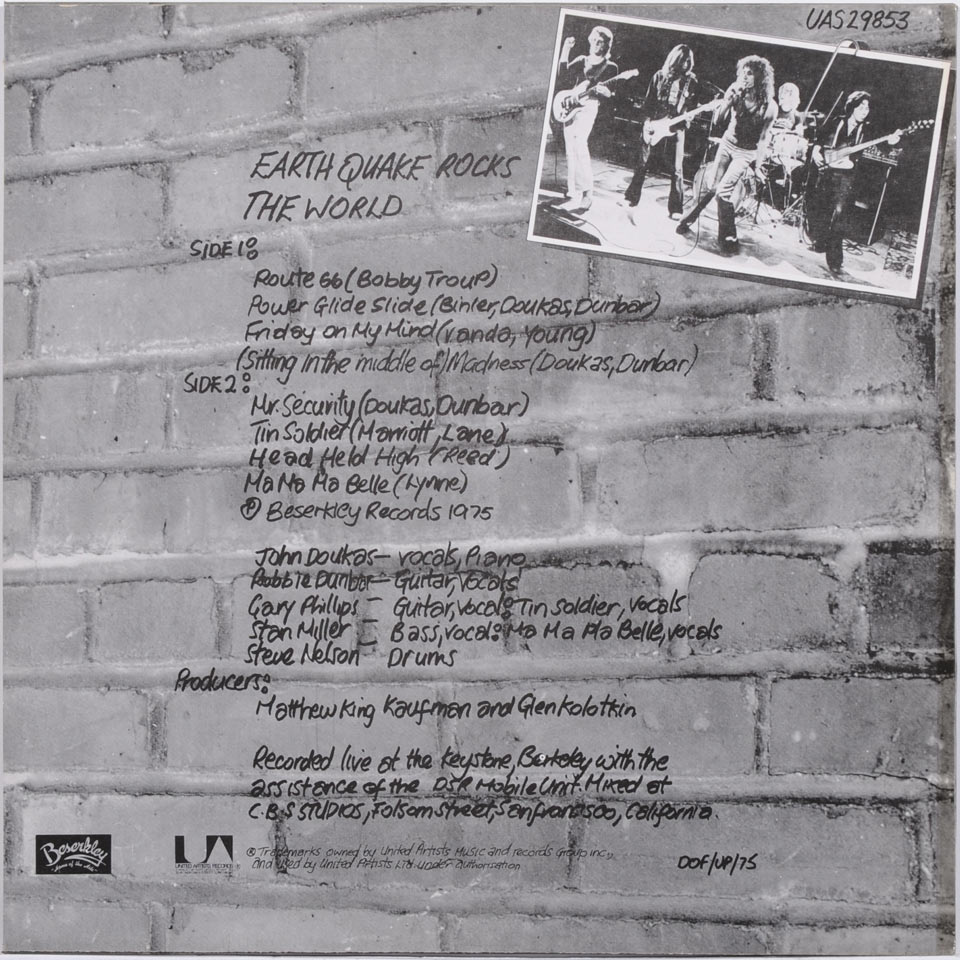 UAS29853
EARTH QUAKE ROCKS
THE WORLD
SIDE 1:
Route 66 (Bobby Troup)
Power Glide Slide (Binler, Doukas, Dunbar)
Friday on My Mind (Vanda, Young)
(Sitting In the middle of) Madness (Doukas, Dunbar)
SIDE 2:
Mr. Security (Doukas, Dunbar)
Tin Soldier (Marriott, Lane)
Head Held High (Reed)
Ma Ma Ma Belle (Lynne)
Ⓟ Beserkley Records 1975
John Doukas — vocals, Piano
Robbie Dunbar — Guitar, vocals
Gary Phillips — Guitar, vocal: Tin soldier, vocals
Stan Miller — Bass, vocal: Ma Ma Ma Belle, vocals
Steve Nelson — Drums
Producers:
Matthew King Kaufman and Glen Kolotkin
Recorded live at the Keystone, Berkeley with the
assistance of the DSR Mobile Unit. Mixed at
C.B.S STUDIOS, Folsom Street, San francisco, California.
Beserkley
UA
UNITED ARTISTS RECORDS
® Trademarks owned by United Artists Music and records Group inc,,
and used by United Artists LTD. under authorisation
OOF/UP/75